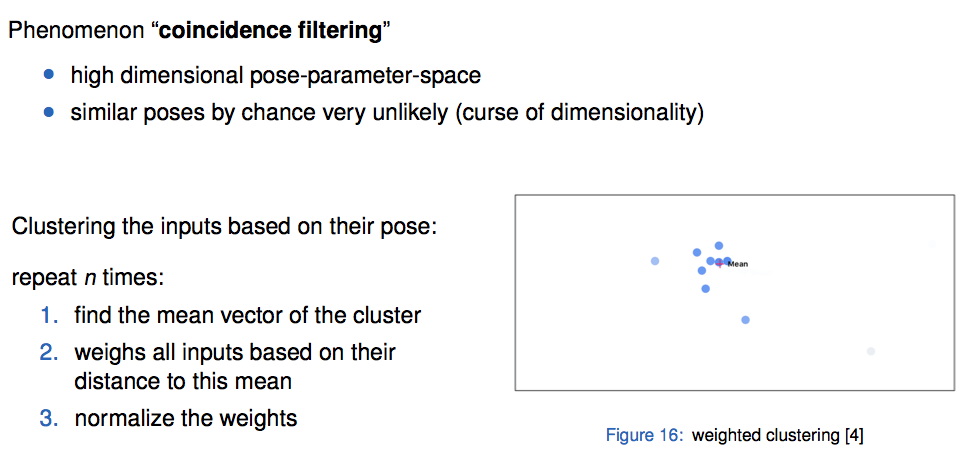 Phenomenon “coincidence filtering”
• high dimensional pose-parameter-space
• similar poses by chance very unlikely (curse of dimensionality)
Clustering the inputs based on their pose:
repeat n times:
1. find the mean vector of the cluster
2. weighs all inputs based on their
distance to this mean
3. normalize the weights
Mean
Figure 16: weighted clustering [4]